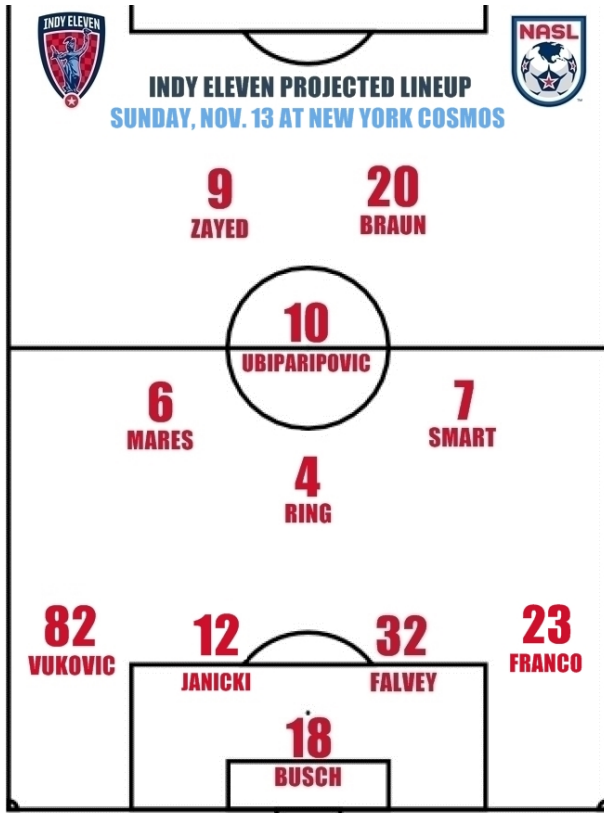 INDY ELEVEN
NASL
INDY ELEVEN PROJECTED LINEUP
SUNDAY, NOV. 13 AT NEW YORK COSMOS
9
ZAYED
20
BRAUN
10
UBIPARIPOVIC
6
MARES
7
SMART
4
RING
82
VUKOVIC
12
JANICKI
32
FALVEY
23
FRANCO
18
BUSCH